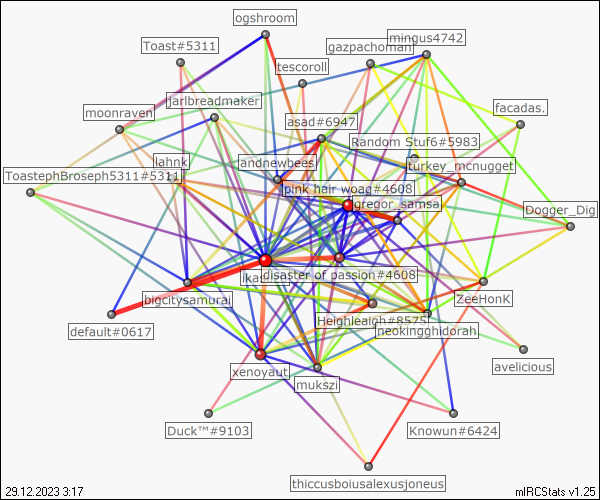 ogshroom
mingus4742
Toast#5311
gazpachoman
tescoroll
jarlbreadmaker
facadas.
moonraven
asad#6947
Random Stuf6#5983
lahnk
andnewbees
turkey_mcnugget
ToastephBroseph5311#5311
pink hair woag#4608
gregor_samsa
Dogger_Dig
disaster of passion#4608
bigcitysamurai
ZeeHonK
default#0617
Heighleaigh#8575
neokingghidorah
avelicious
xenoyaut
mukszi
Duck™#9103
Knowun#6424
thiccusboiusalexusjoneus
29.12.2023 3:17
mIRCStats v1.25